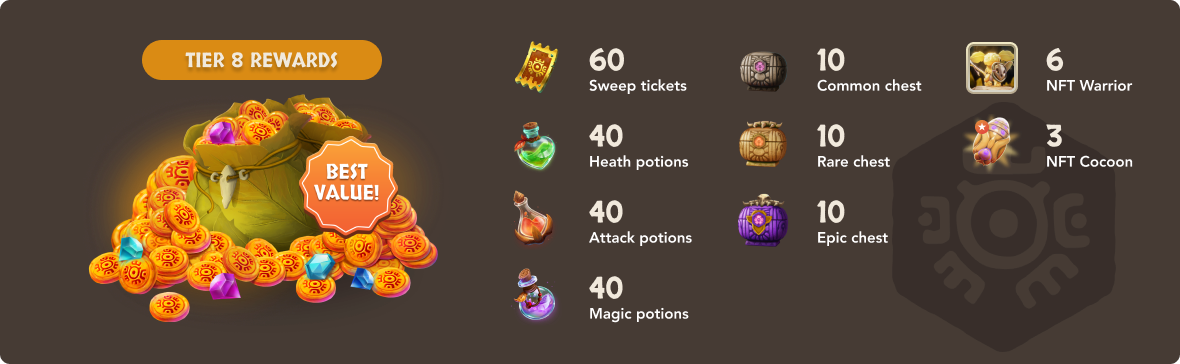 TIER 8 REWARDS
BEST
VALUE!
60
Sweep tickets
40
Heath potions
40
Attack potions
40
Magic potions
10
Common chest
10
Rare chest
10
Epic chest
6
NFT Warrior
3
NFT Cocoon